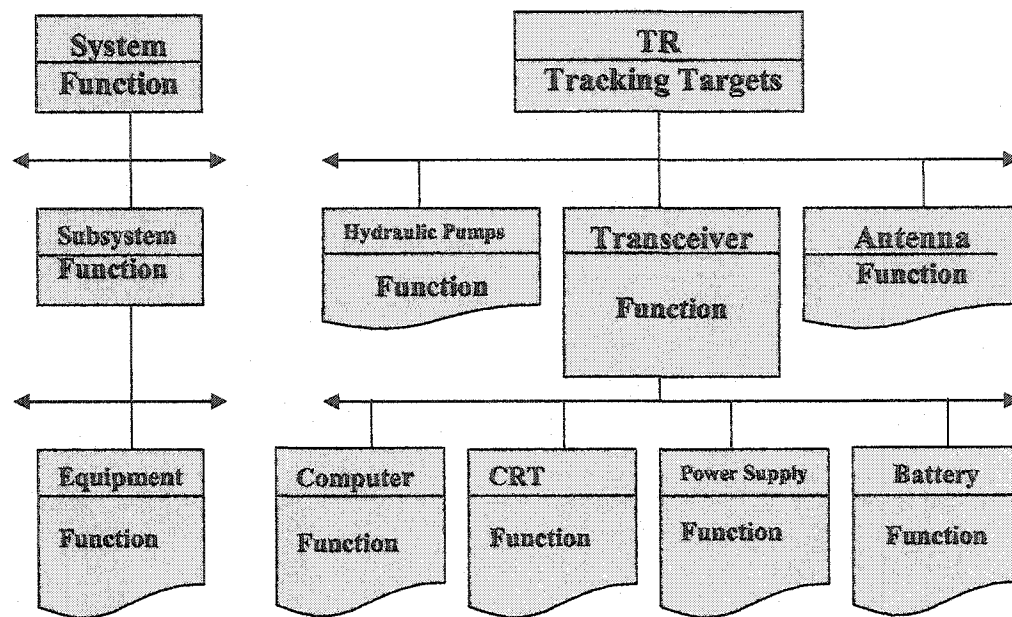 System
Function
TR
Tracking Targets
Subsystem
Function
Hydraulic Pumps
Function
Transceiver
Function
Antenna
Function
Equipment
Function
Computer
Function
CRT
Function
Power Supply
Function
Battery
Function